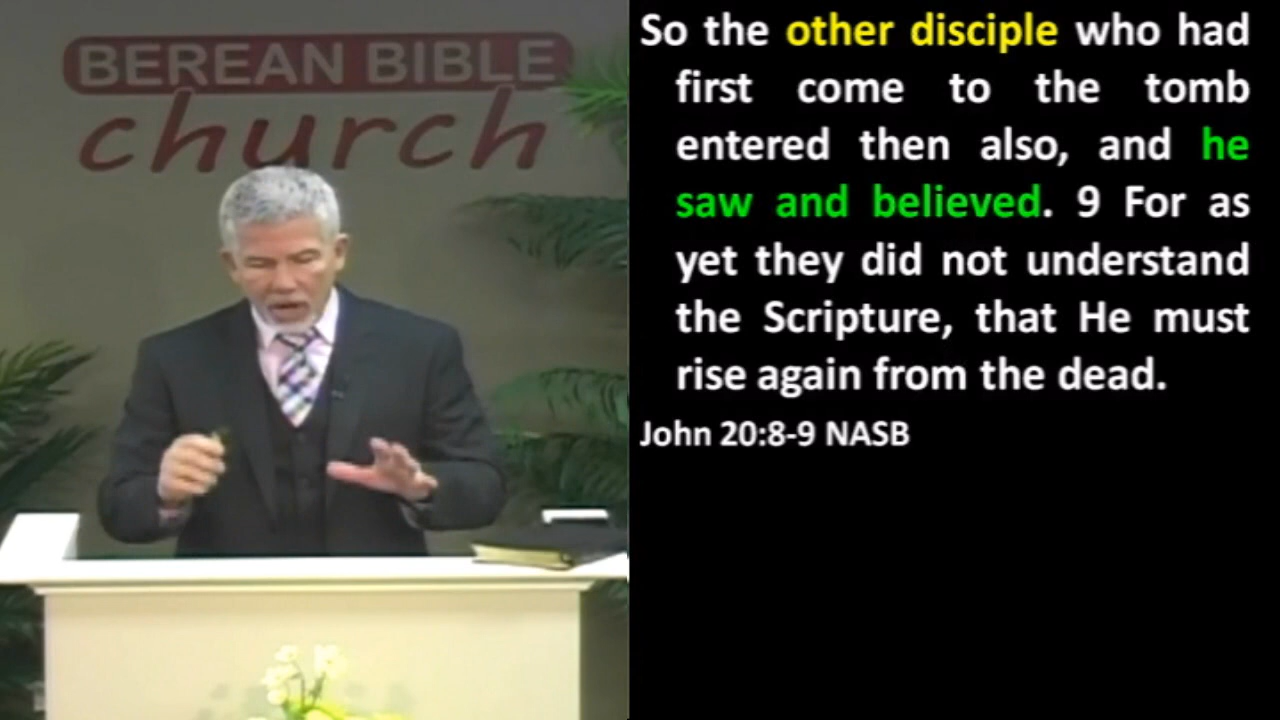 BEREAN BIBLE
church
So the other disciple who had
first come to the tomb
entered then also, and he
saw and believed. 9 For as
yet they did not understand
the Scripture, that He must
rise again from the dead.
John 20:8-9 NASB